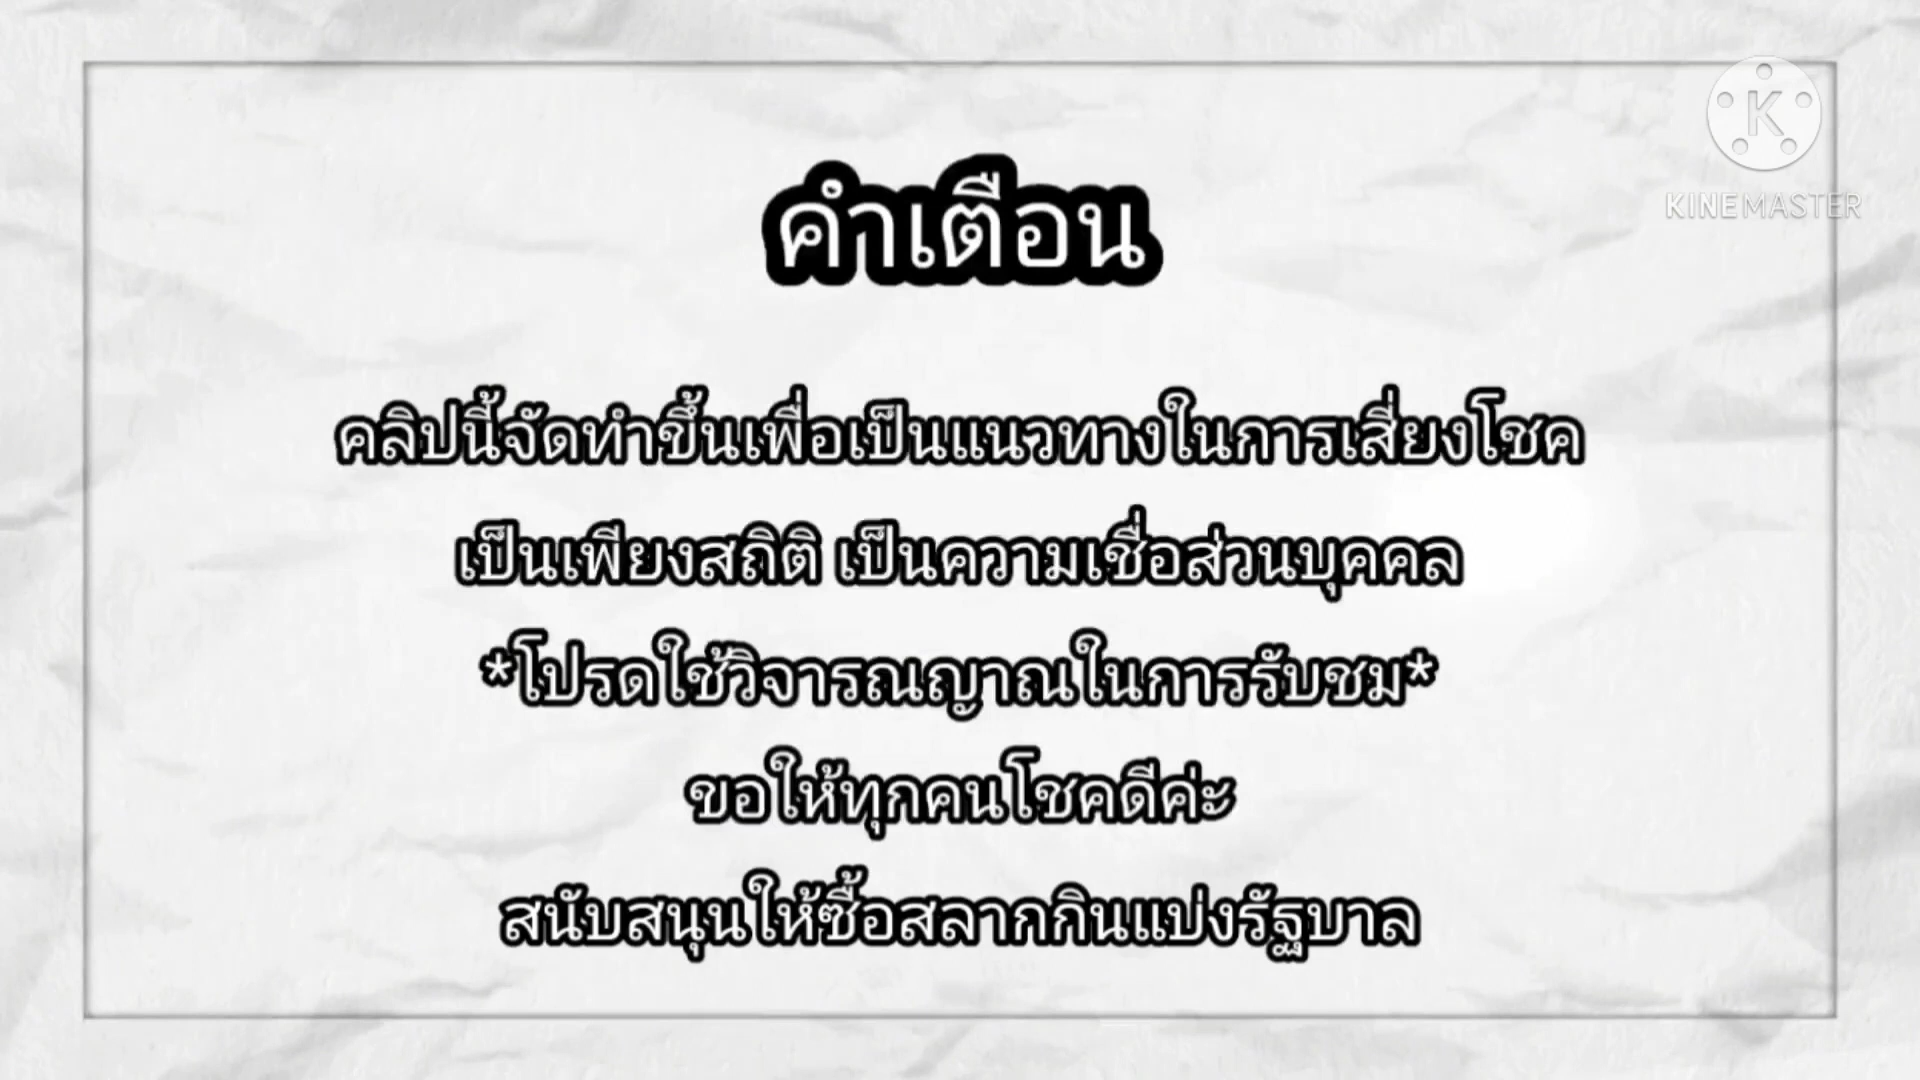 คำเตือน
KINEMASTER
คลิปนี้จัดทำขึ้นเพื่อเป็นแนวทางในการเสี่ยงโชค
เป็นเพียงสถิติ เป็นความเชื่อส่วนบุคคล
*โปรดใช้วิจารณญาณในการรับชม*
ขอให้ทุกคนโชคดีค่ะ
สนับสนุนให้ซื้อสลากกินแบ่งรัฐบาล